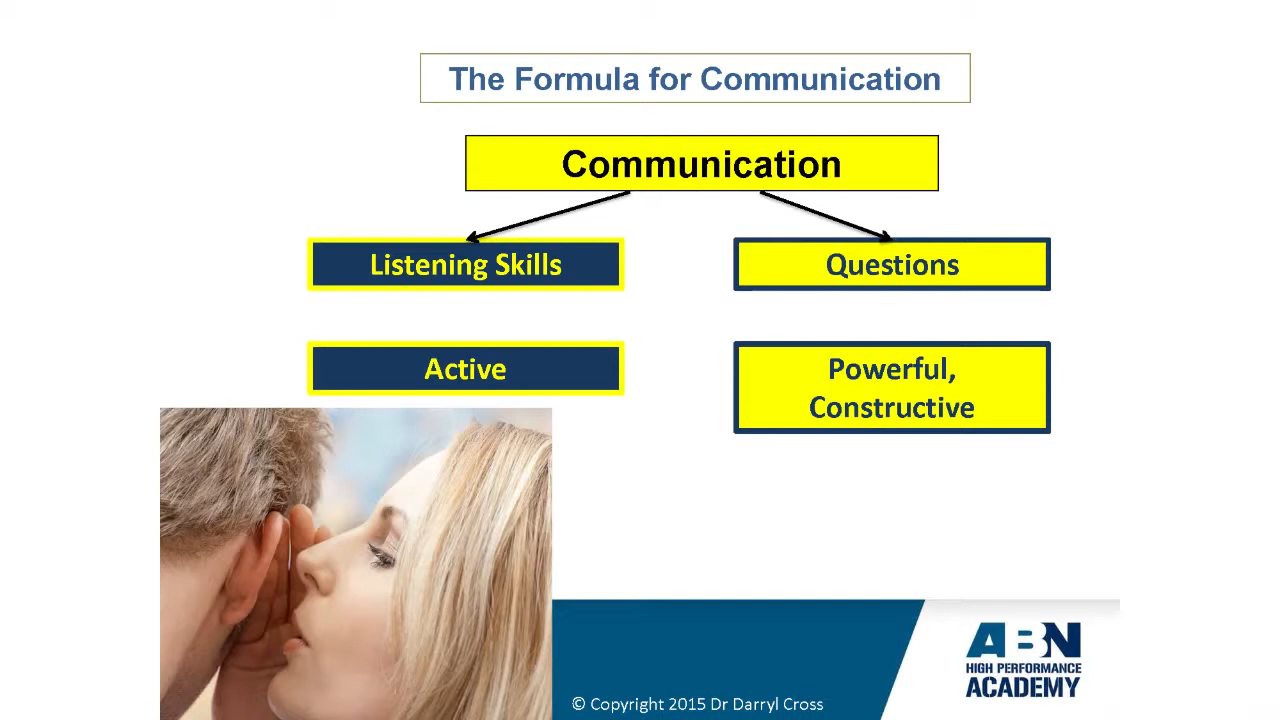 The Formula for Communication
Communication
Listening Skills
Questions
Active
Powerful,
Constructive
ABN
HIGH PERFORMANCE
ACADEMY
© Copyright 2015 Dr Darryl Cross